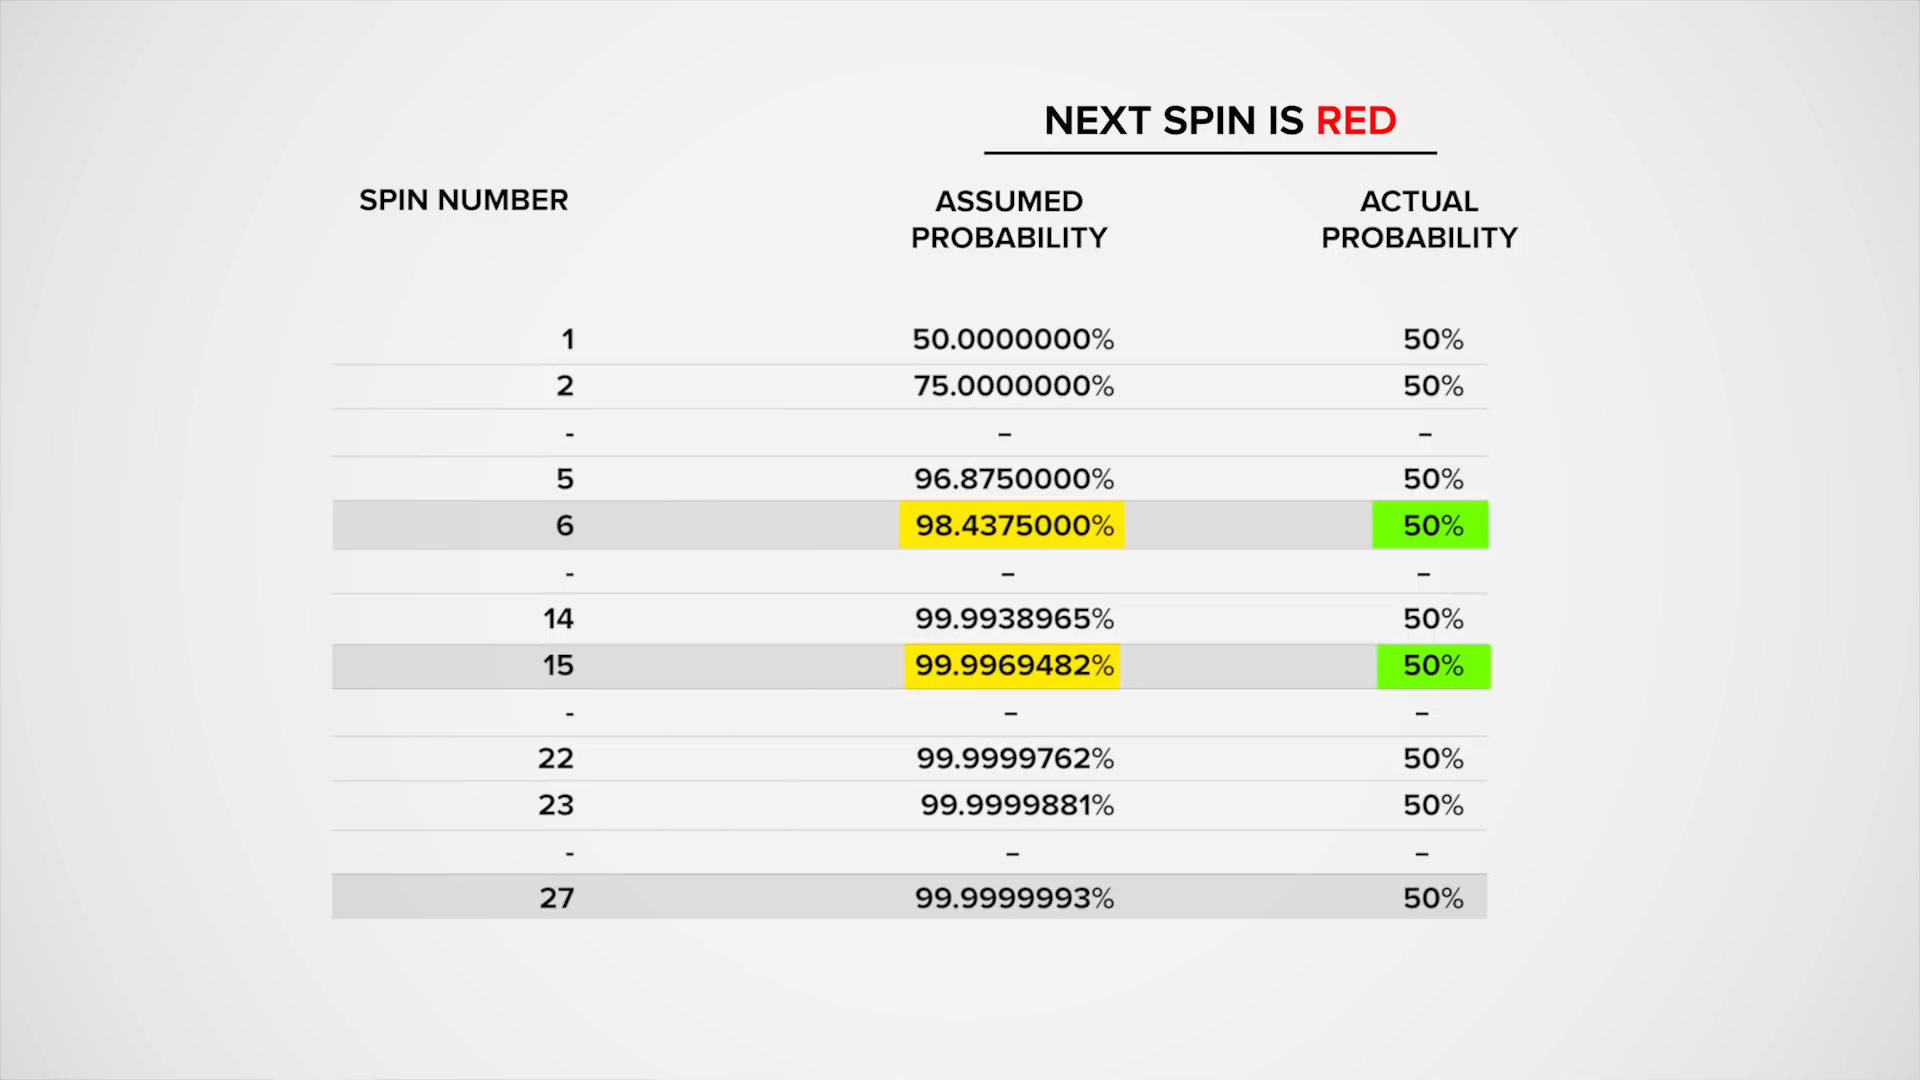 NEXT SPIN IS RED
SPIN NUMBER
ASSUMED PROBABILITY
ACTUAL PROBABILITY
1 50.0000000% 50%
2 75.0000000% 50%
- – –
5 96.8750000% 50%
6 98.4375000% 50%
- – –
14 99.9938965% 50%
15 99.9969482% 50%
- – –
22 99.9999762% 50%
23 99.9999881% 50%
- – –
27 99.9999993% 50%